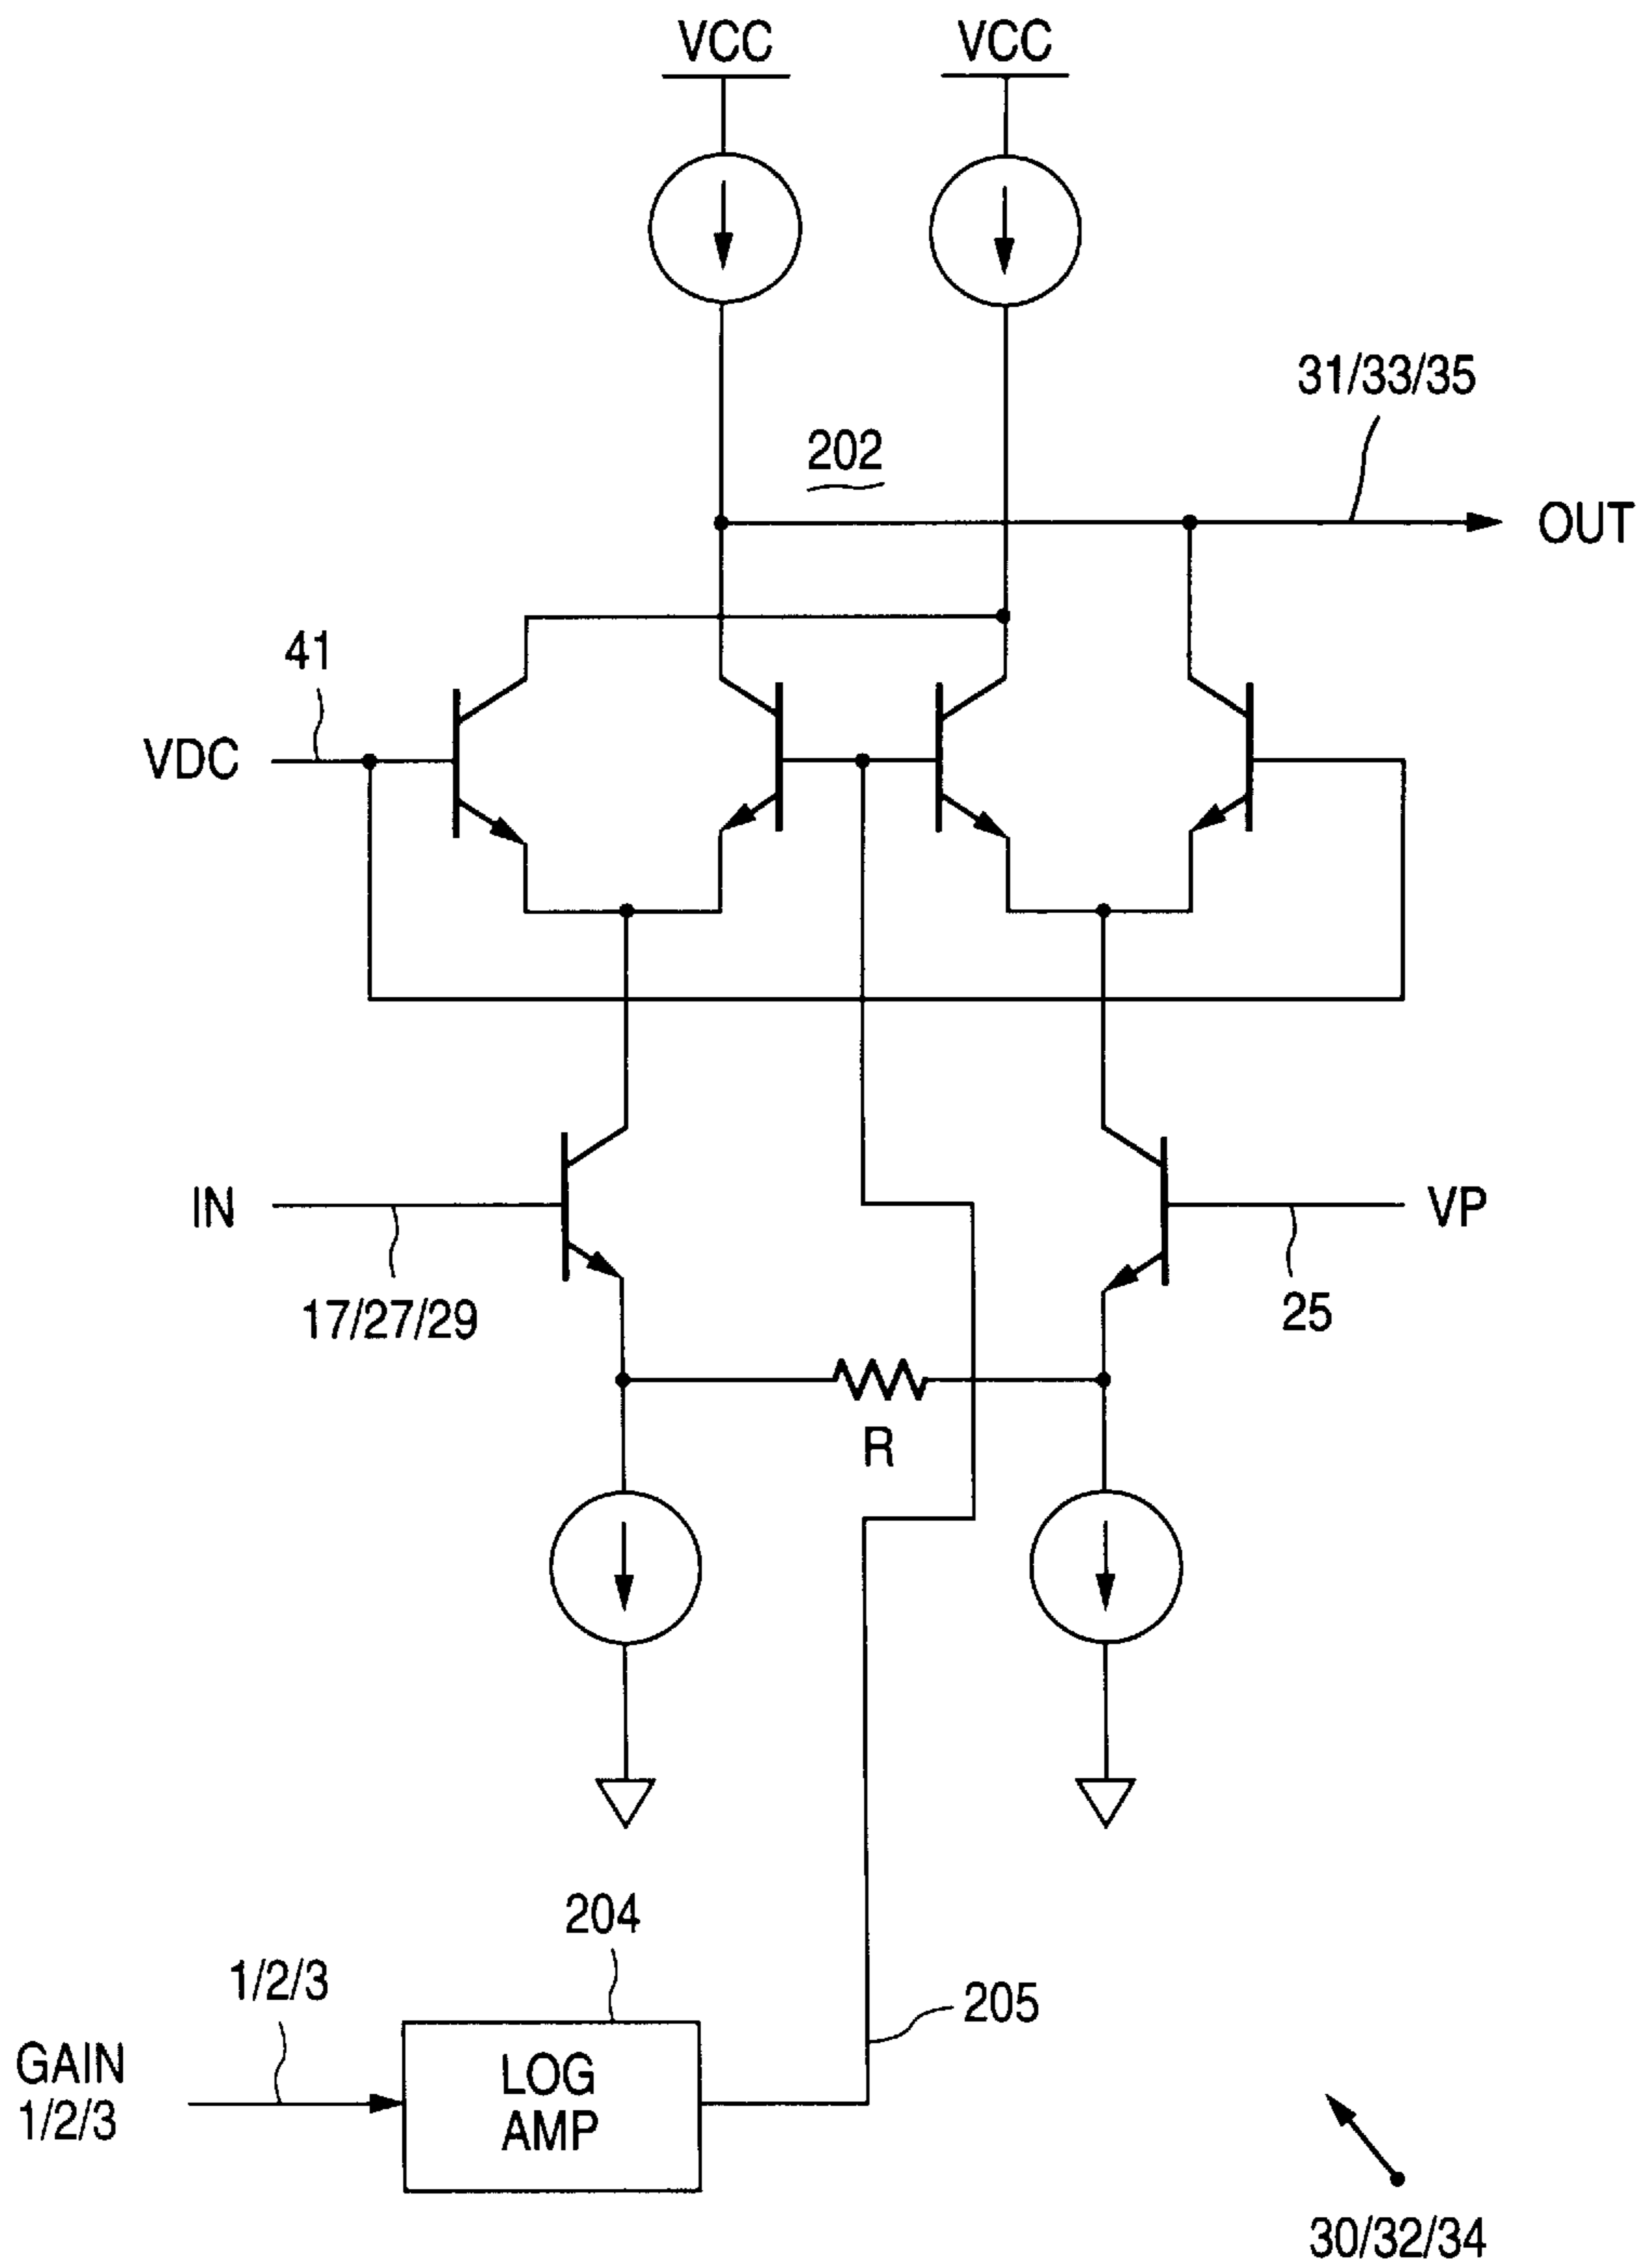 VCC
VCC
31/33/35
202
OUT
41
VDC
IN
VP
17/27/29
25
R
204
1/2/3
205
GAIN
1/2/3
LOG
AMP
30/32/34